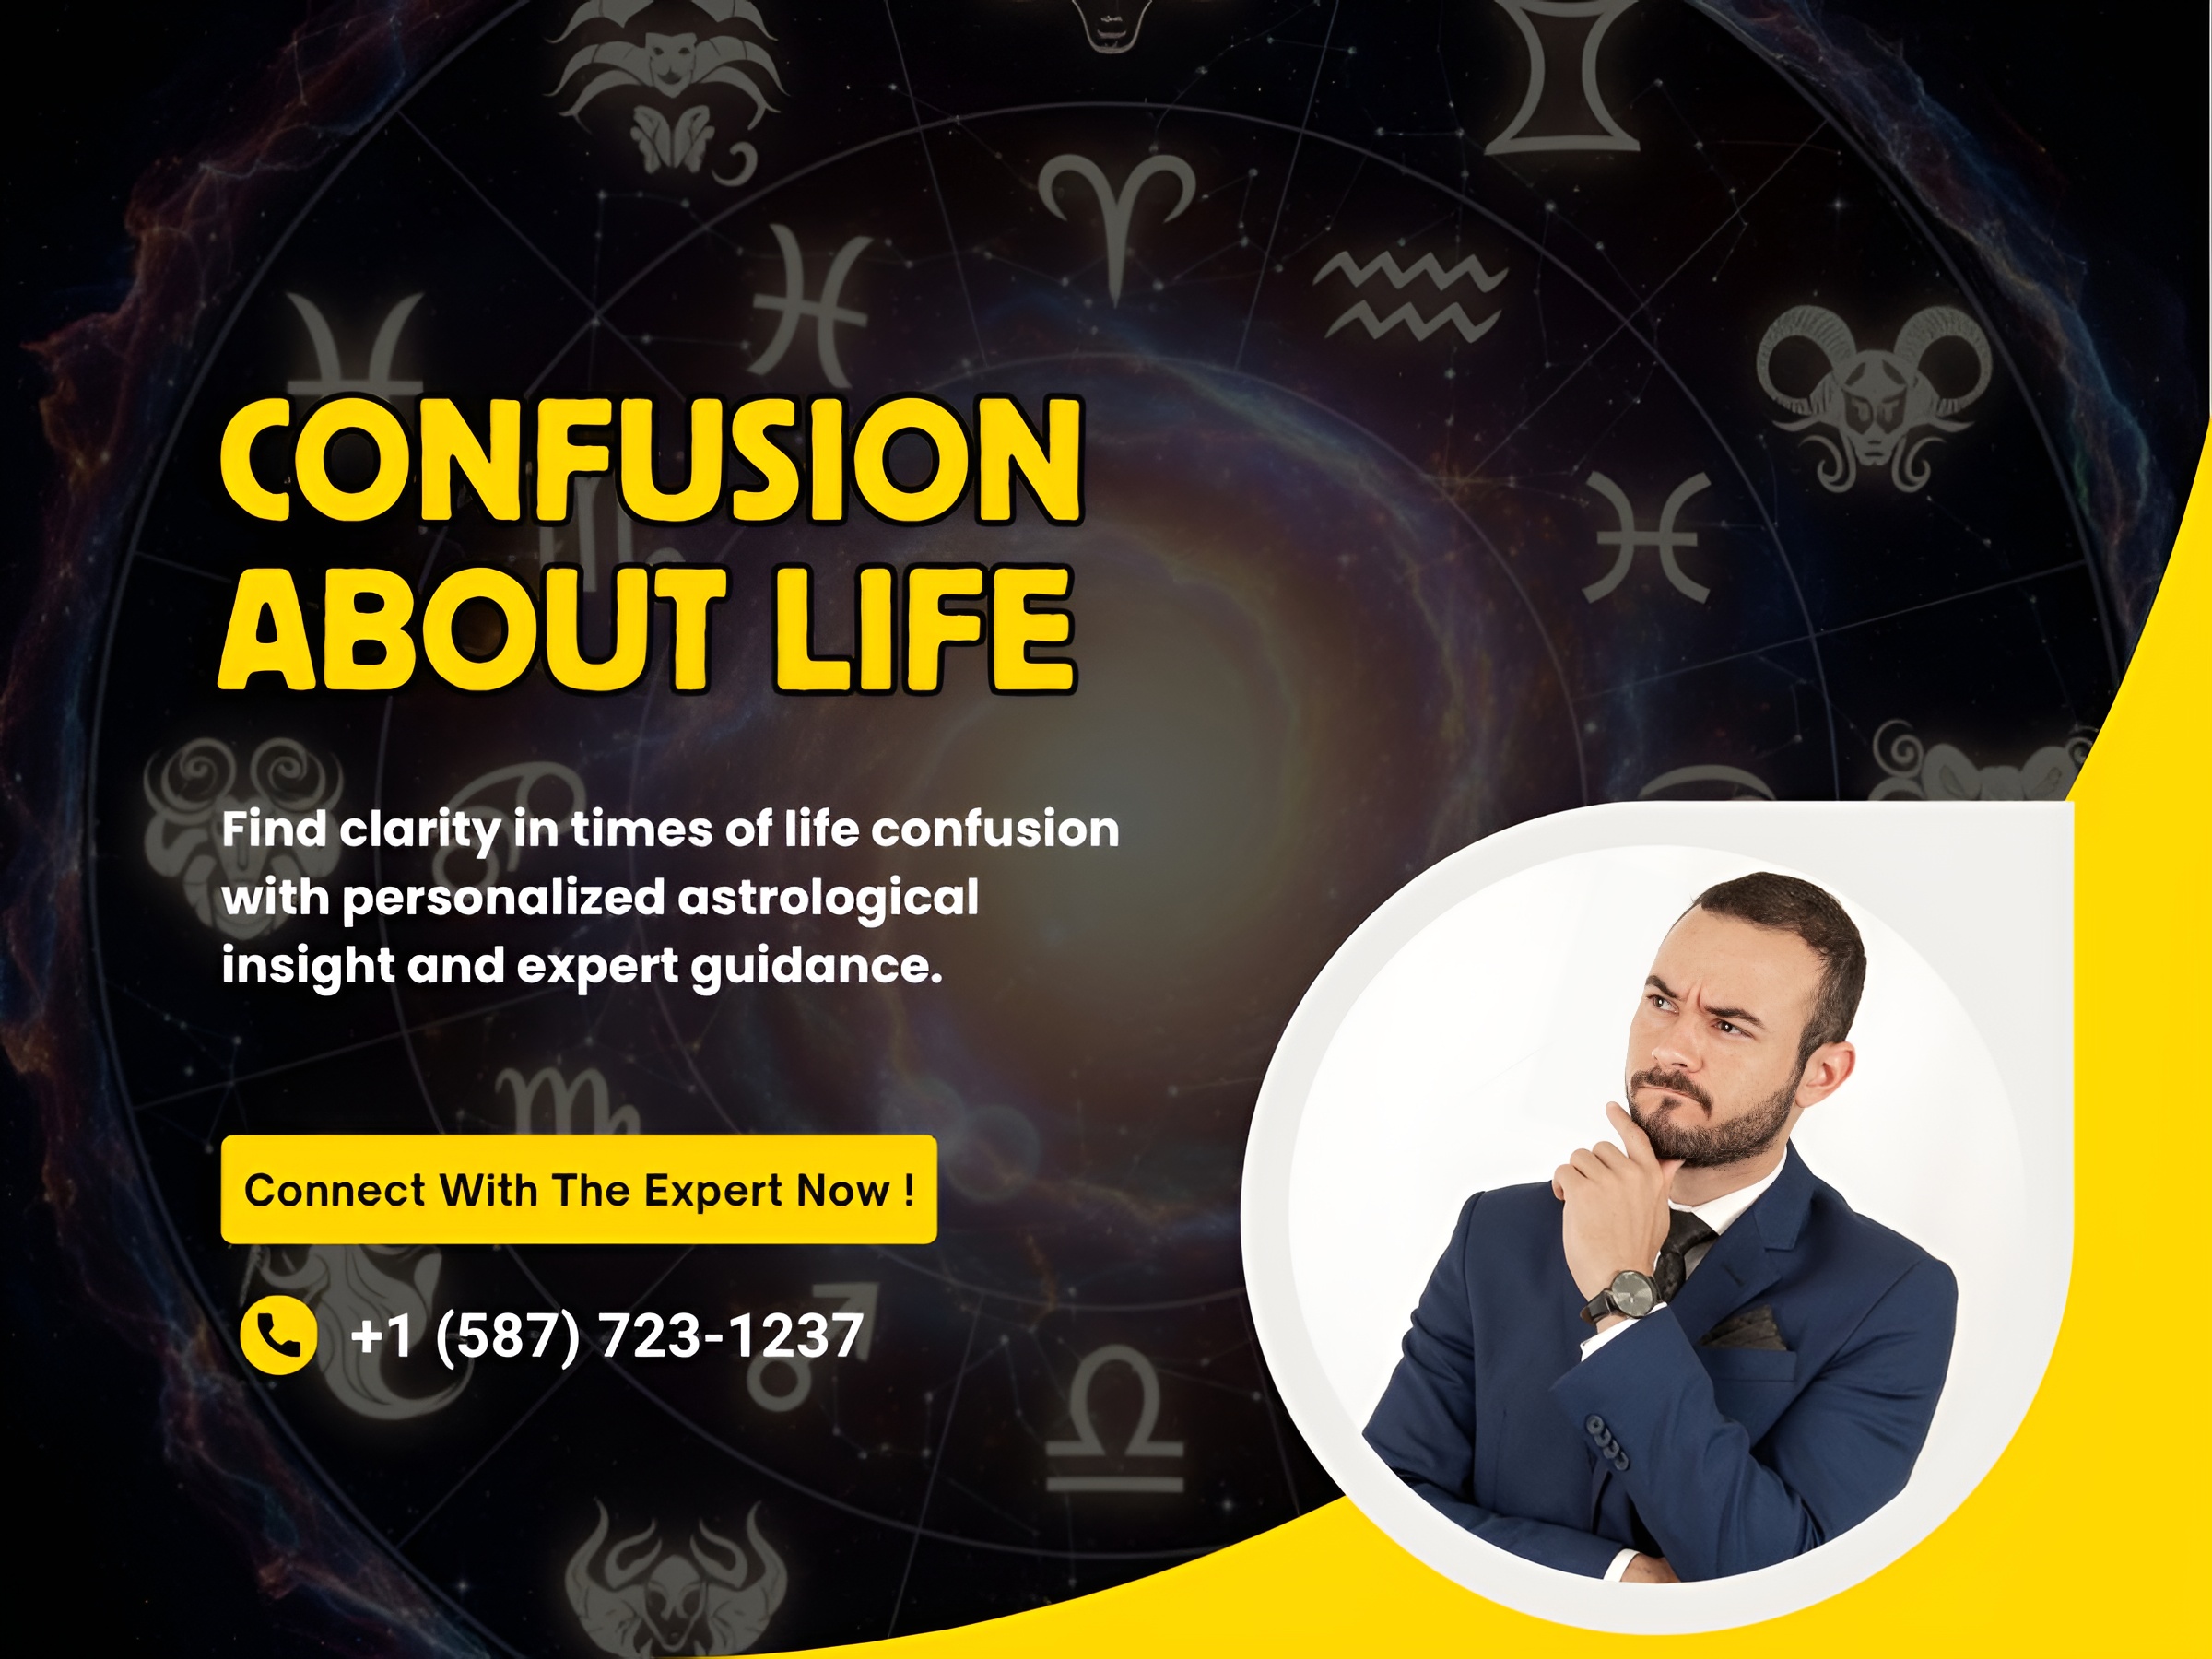 CONFUSION
ABOUT LIFE
Find clarity in times of life confusion
with personalized astrological
insight and expert guidance.
Connect With The Expert Now !
+1 (587) 723-1237